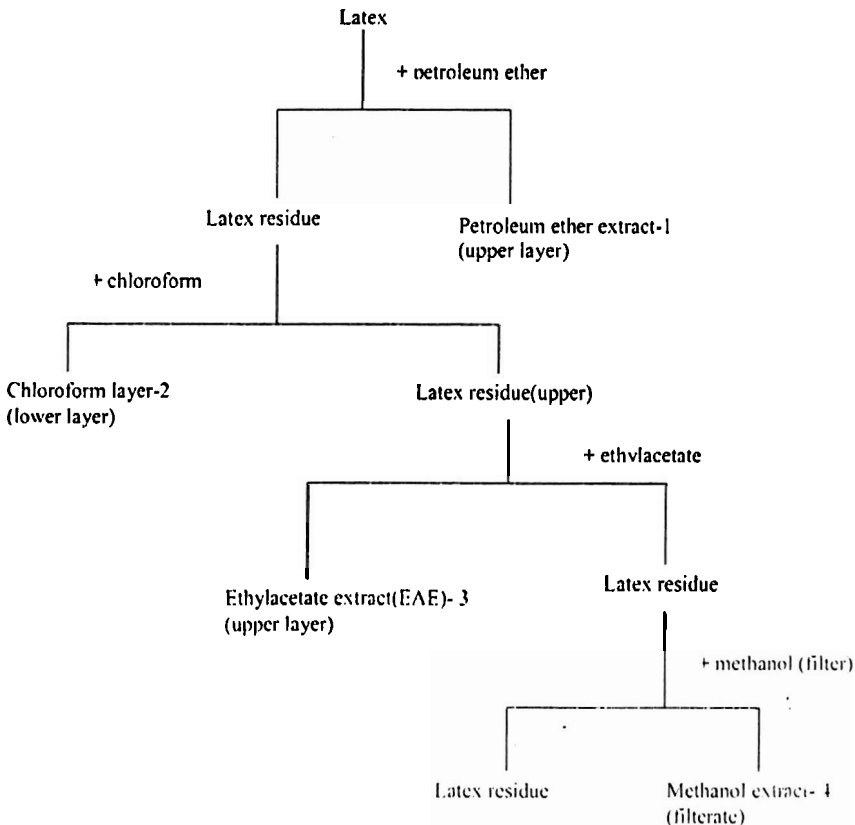 Latex
+ petroleum ether
Latex residue
Petroleum ether extract-1
(upper layer)
+ chloroform
Chloroform layer-2
(lower layer)
Latex residue(upper)
+ ethylacetate
Ethylacetate extract(EAE)- 3
(upper layer)
Latex residue
+ methanol (filter)
Latex residue
Methanol extract- 4
(filterate)